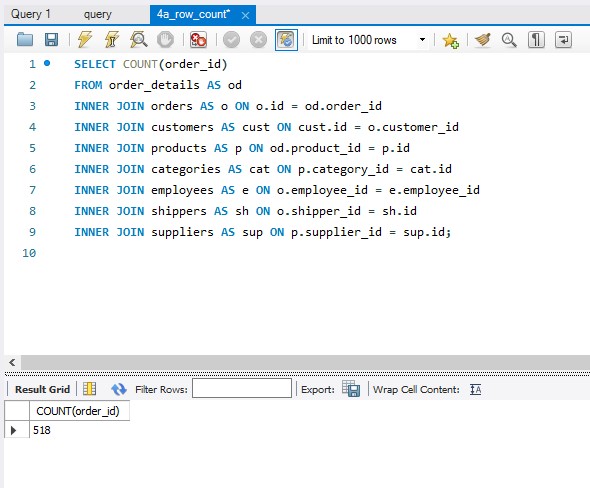 Query 1 query 4a_row_count*
Limit to 1000 rows
1 SELECT COUNT(order_id)
2 FROM order_details AS od
3 INNER JOIN orders AS o ON o.id = od.order_id
4 INNER JOIN customers AS cust ON cust.id = o.customer_id
5 INNER JOIN products AS p ON od.product_id = p.id
6 INNER JOIN categories AS cat ON p.category_id = cat.id
7 INNER JOIN employees AS e ON o.employee_id = e.employee_id
8 INNER JOIN shippers AS sh ON o.shipper_id = sh.id
9 INNER JOIN suppliers AS sup ON p.supplier_id = sup.id;
10
Result Grid Filter Rows: Export: Wrap Cell Content:
COUNT(order_id)
518